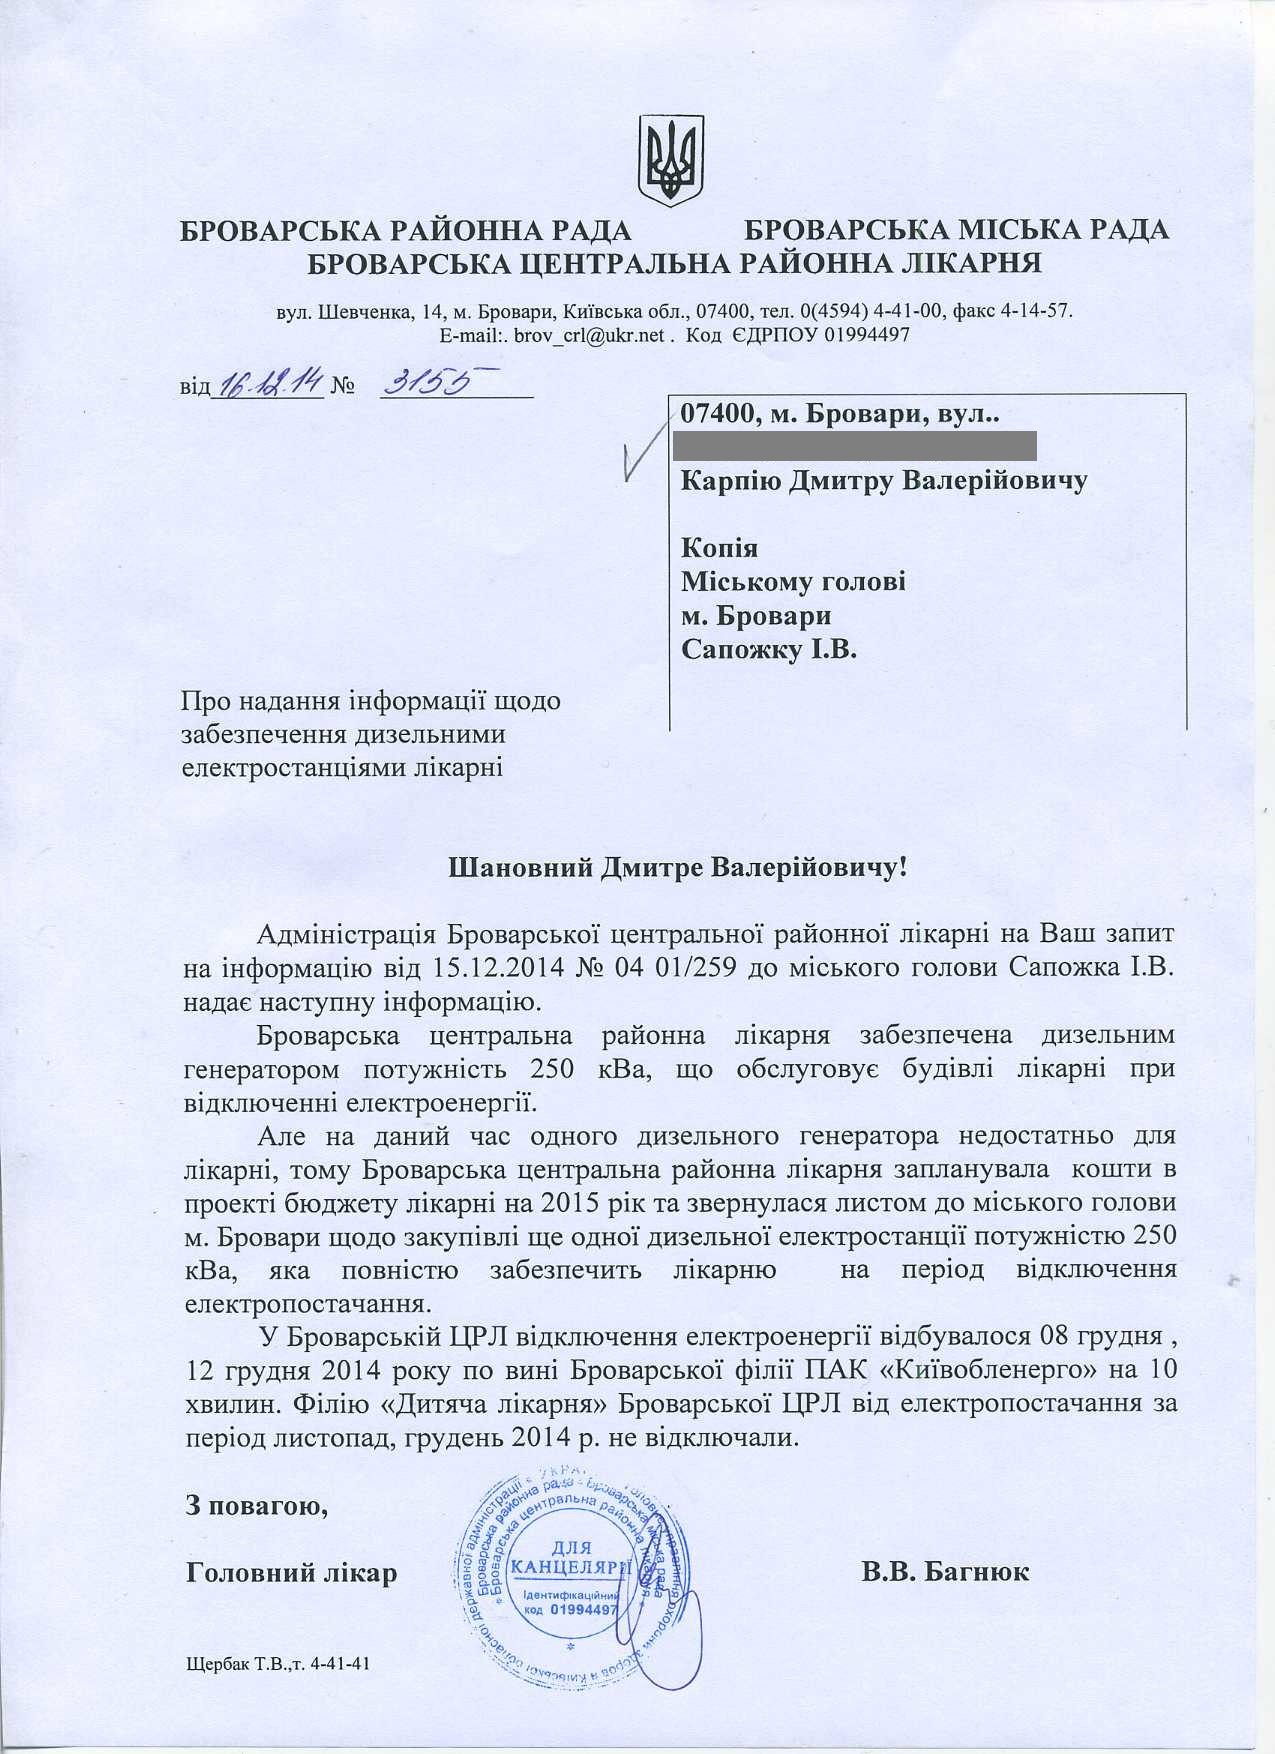 БРОВАРСЬКА РАЙОННА РАДА БРОВАРСЬКА МІСЬКА РАДА
БРОВАРСЬКА ЦЕНТРАЛЬНА РАЙОННА ЛІКАРНЯ
вул. Шевченка, 14, м. Бровари, Київська обл., 07400, тел. 0(4594) 4-41-00, факс 4-14-57.
E-mail:. brov_crl@ukr.net . Код ЄДРПОУ 01994497
від 16.12.14 № 3155
07400, м. Бровари, вул..
Карпію Дмитру Валерійовичу
Копія
Міському голові
м. Бровари
Сапожку І.В.
Про надання інформації щодо
забезпечення дизельними
електростанціями лікарні
Шановний Дмитре Валерійовичу!
Адміністрація Броварської центральної районної лікарні на Ваш запит
на інформацію від 15.12.2014 № 04 01/259 до міського голови Сапожка І.В.
надає наступну інформацію.
Броварська центральна районна лікарня забезпечена дизельним
генератором потужність 250 кВа, що обслуговує будівлі лікарні при
відключенні електроенергії.
Але на даний час одного дизельного генератора недостатньо для
лікарні, тому Броварська центральна районна лікарня запланувала кошти в
проекті бюджету лікарні на 2015 рік та звернулася листом до міського голови
м. Бровари щодо закупівлі ще одної дизельної електростанції потужністю 250
кВа, яка повністю забезпечить лікарню на період відключення
електропостачання.
У Броварській ЦРЛ відключення електроенергії відбувалося 08 грудня ,
12 грудня 2014 року по вині Броварської філії ПАК «Київобленерго» на 10
хвилин. Філію «Дитяча лікарня» Броварської ЦРЛ від електропостачання за
період листопад, грудень 2014 р. не відключали.
З повагою,
Головний лікар В.В. Багнюк
Броварська районна рада - Броварська міська рада
* Броварська центральна районна лікарня *
ДЛЯ
КАНЦЕЛЯРІЇ
Ідентифікаційний
код 01994497
Щербак Т.В.,т. 4-41-41